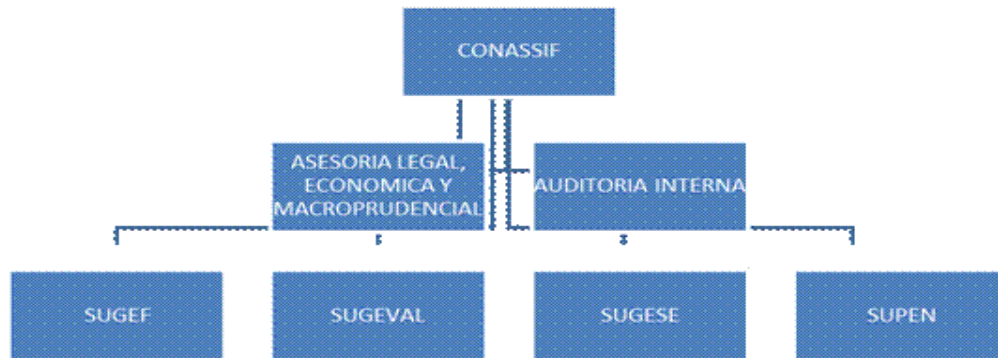 CONASSIF
ASESORIA LEGAL,
ECONOMICA Y
MACROPRUDENCIAL
AUDITORIA INTERNA
SUGEF
SUGEVAL
SUGESE
SUPEN